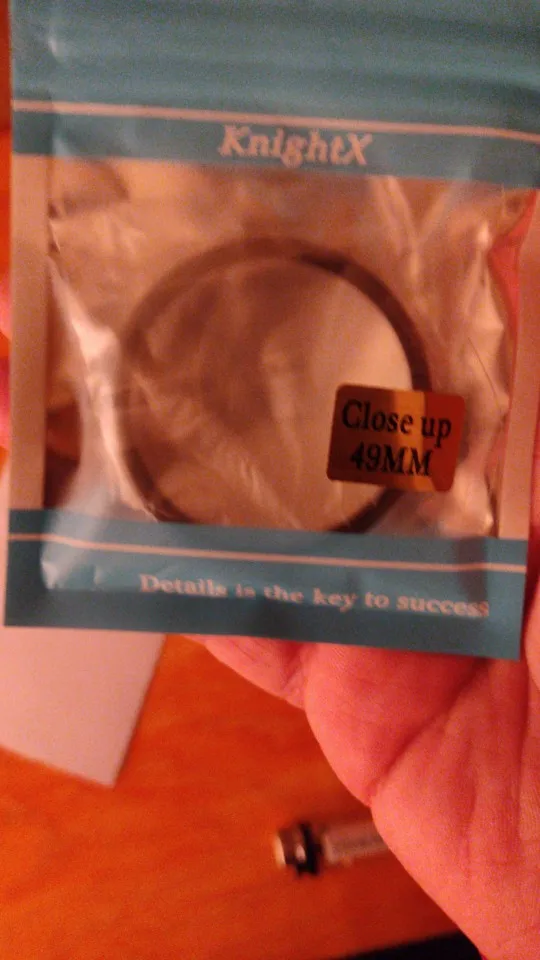 KnightX
Close up
49MM
Details is the key to success